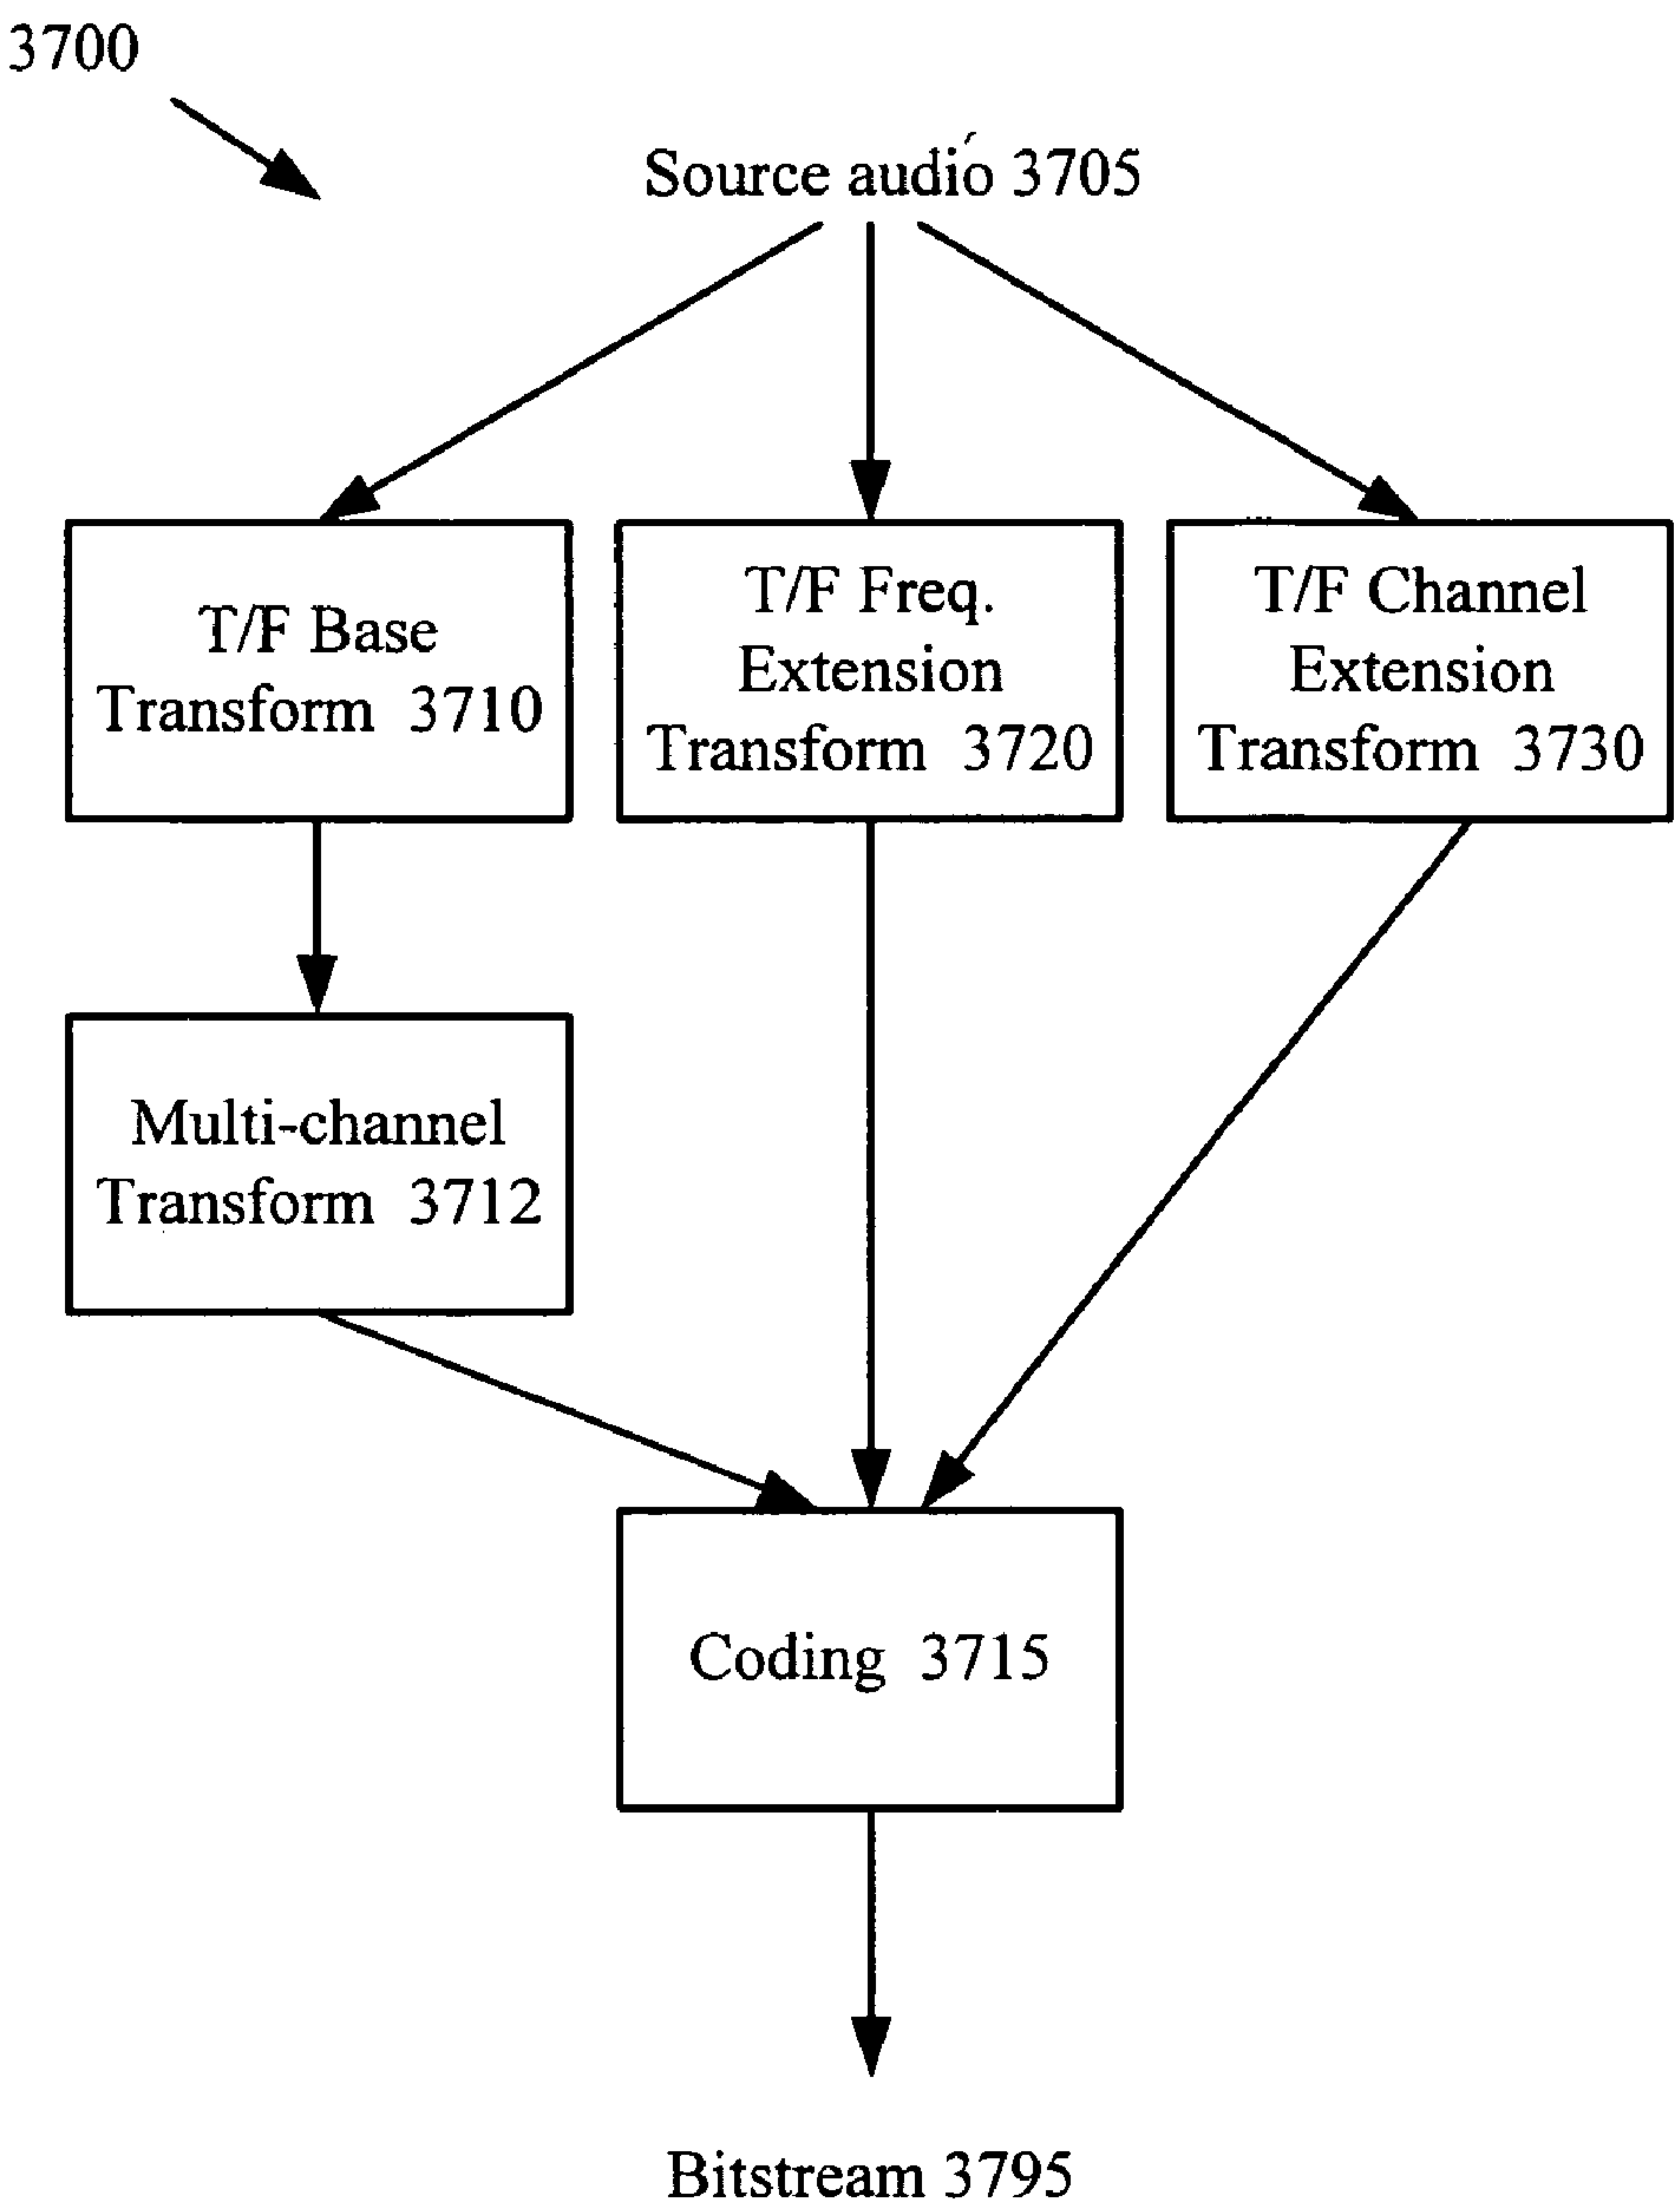 3700
Source audio 3705
T/F Base
Transform 3710
T/F Freq.
Extension
Transform 3720
T/F Channel
Extension
Transform 3730
Multi-channel
Transform 3712
Coding 3715
Bitstream 3795